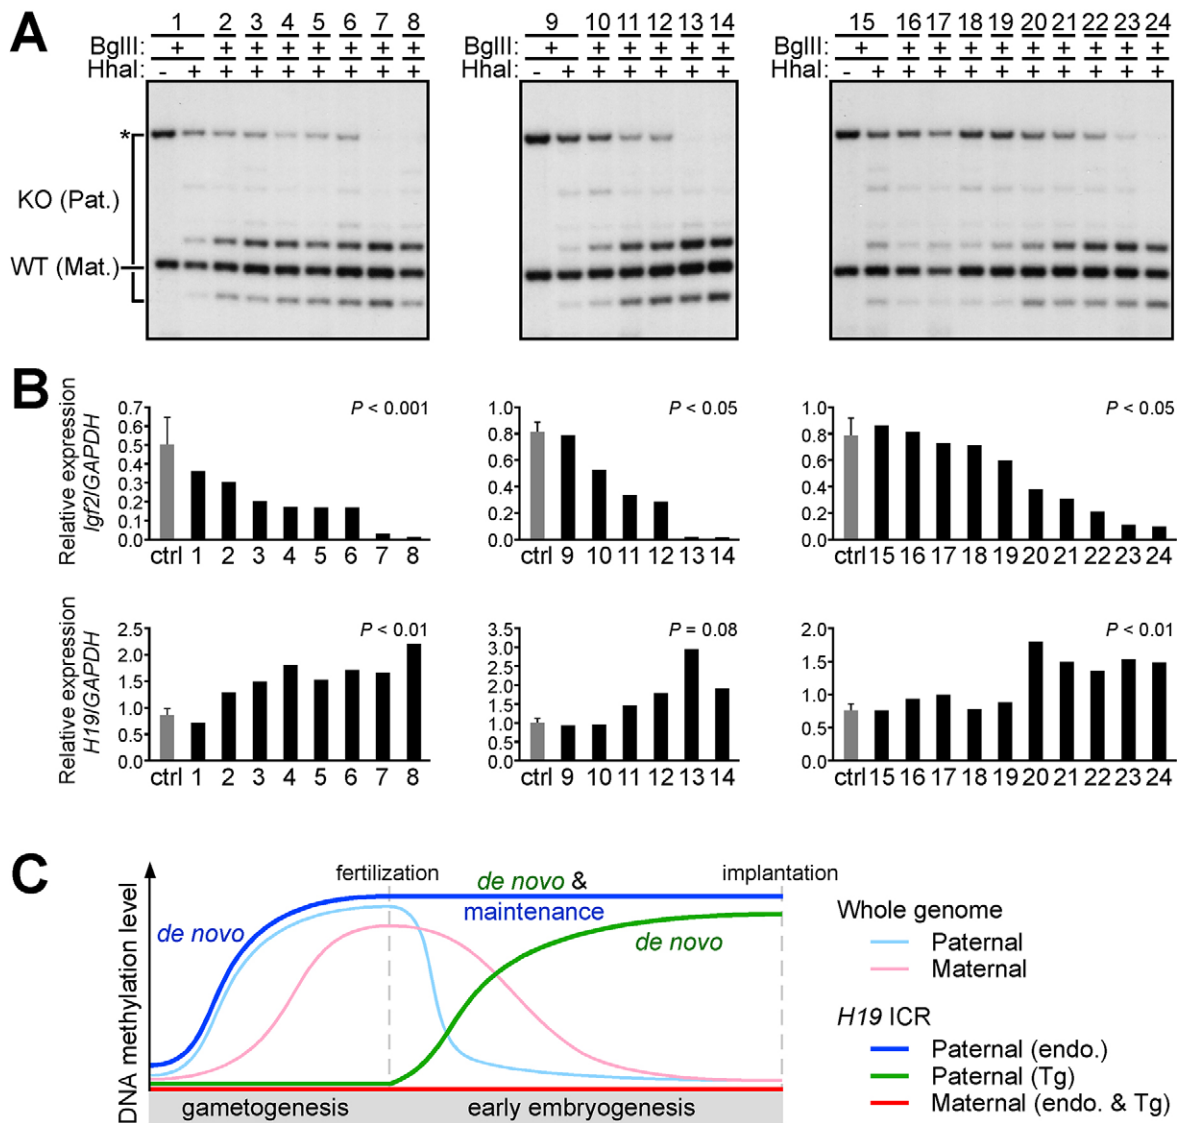 A
1 2 3 4 5 6 7 8
BglII: + + + + + + + +
HhaI: - + + + + + + + +
*
KO (Pat.)
WT (Mat.)
9 10 11 12 13 14
BglII: + + + + + +
HhaI: - + + + + + +
15 16 17 18 19 20 21 22 23 24
BglII: + + + + + + + + + +
HhaI: - + + + + + + + + + +
B
Relative expression
Igf2/GAPDH
P < 0.001
0.7
0.6
0.5
0.4
0.3
0.2
0.1
0.0
ctrl 1 2 3 4 5 6 7 8
P < 0.05
1.0
0.8
0.6
0.4
0.2
0.0
ctrl 9 10 11 12 13 14
P < 0.05
1.0
0.8
0.6
0.4
0.2
0.0
ctrl 15 16 17 18 19 20 21 22 23 24
Relative expression
H19/GAPDH
P < 0.01
2.5
2.0
1.5
1.0
0.5
0.0
ctrl 1 2 3 4 5 6 7 8
P = 0.08
3.5
3.0
2.5
2.0
1.5
1.0
0.5
0.0
ctrl 9 10 11 12 13 14
P < 0.01
2.0
1.5
1.0
0.5
0.0
ctrl 15 16 17 18 19 20 21 22 23 24
C
DNA methylation level
fertilization
implantation
de novo
de novo &
maintenance
de novo
gametogenesis
early embryogenesis
Whole genome
Paternal
Maternal
H19 ICR
Paternal (endo.)
Paternal (Tg)
Maternal (endo. & Tg)